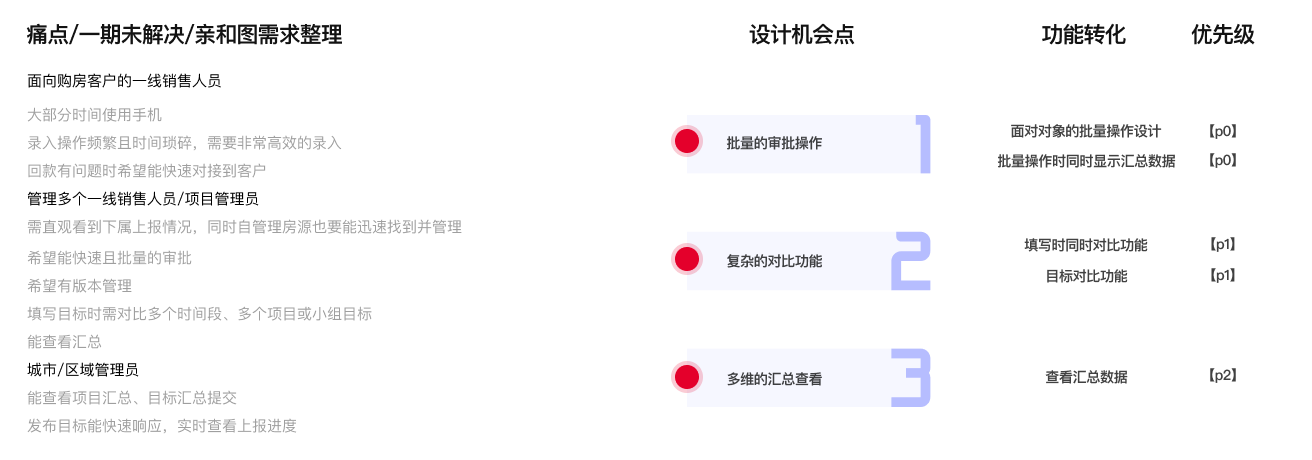 痛点/一期未解决/亲和图需求整理
设计机会点
功能转化
优先级
面向购房客户的一线销售人员
大部分时间使用手机
录入操作频繁且时间琐碎，需要非常高效的录入
回款有问题时希望能快速对接到客户
管理多个一线销售人员/项目管理员
需直观看到下属上报情况，同时自管理房源也要能迅速找到并管理
希望能快速且批量的审批
希望有版本管理
填写目标时需对比多个时间段、多个项目或小组目标
能查看汇总
城市/区域管理员
能查看项目汇总、目标汇总提交
发布目标能快速响应，实时查看上报进度
批量的审批操作
1
面对对象的批量操作设计
【p0】
批量操作时同时显示汇总数据
【p0】
复杂的对比功能
2
填写时同时对比功能
【p1】
目标对比功能
【p1】
多维的汇总查看
3
查看汇总数据
【p2】